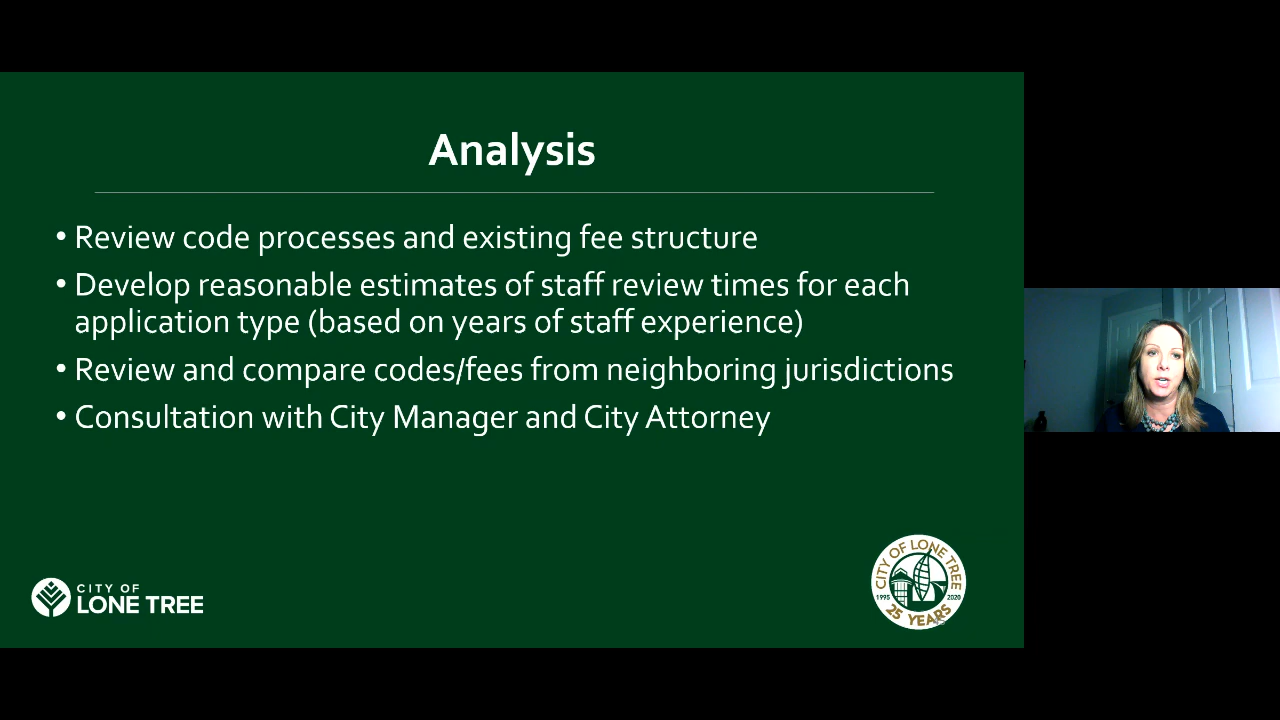 Analysis
• Review code processes and existing fee structure
• Develop reasonable estimates of staff review times for each
application type (based on years of staff experience)
• Review and compare codes/fees from neighboring jurisdictions
• Consultation with City Manager and City Attorney
CITY OF
LONE TREE
CITY OF LONE TREE
1995 2020
25 YEARS